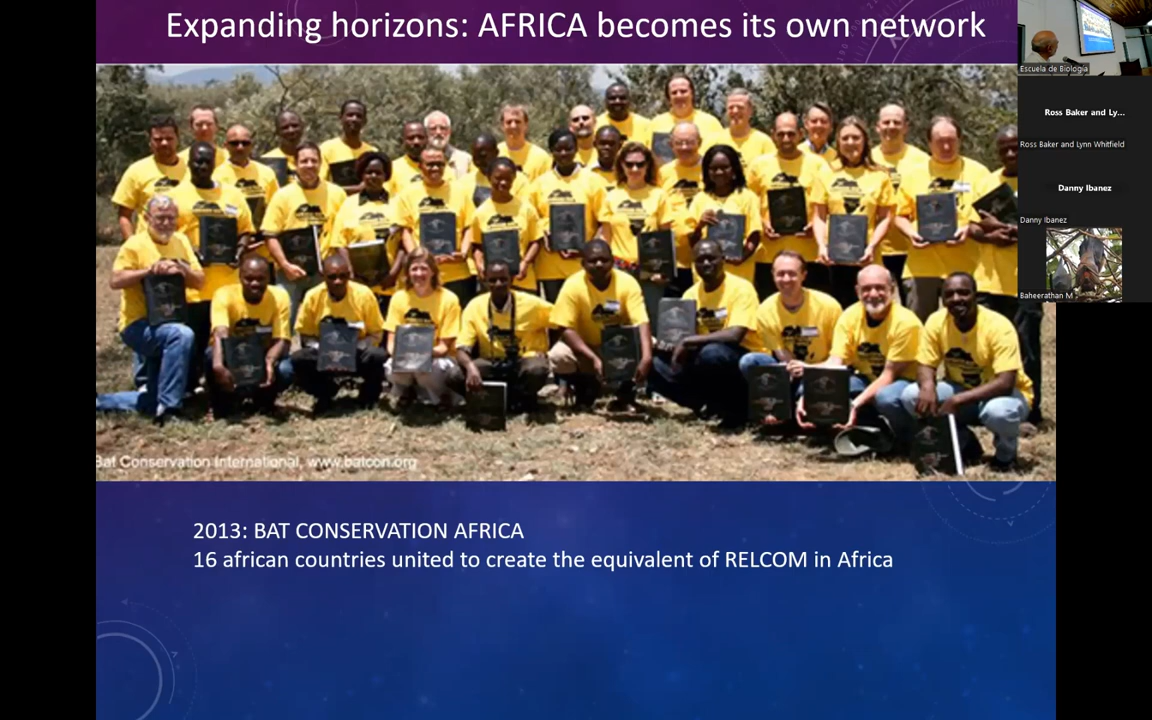 Expanding horizons: AFRICA becomes its own network
Escuela de Biología
Ross Baker and Ly...
Ross Baker and Lynn Whitfield
Danny Ibanez
Danny Ibanez
Baheerathan M
Bat Conservation International, www.batcon.org
2013: BAT CONSERVATION AFRICA
16 african countries united to create the equivalent of RELCOM in Africa